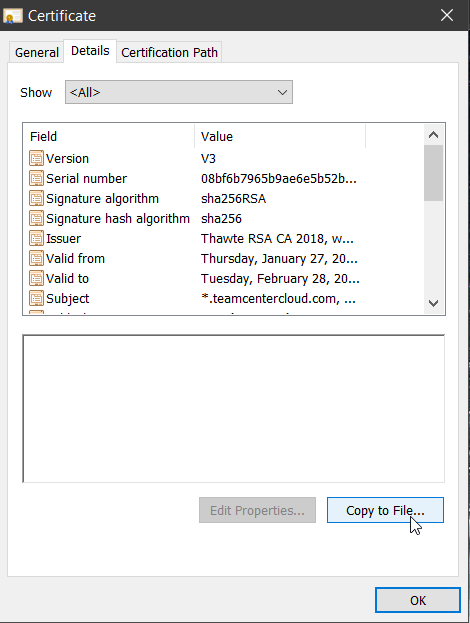 Certificate
General Details Certification Path
Show <All>
Field Value
Version V3
Serial number 08bf6b7965b9ae6e5b52b...
Signature algorithm sha256RSA
Signature hash algorithm sha256
Issuer Thawte RSA CA 2018, w...
Valid from Thursday, January 27, 20...
Valid to Tuesday, February 28, 20...
Subject *.teamcentercloud.com, ...
Edit Properties... Copy to File...
OK